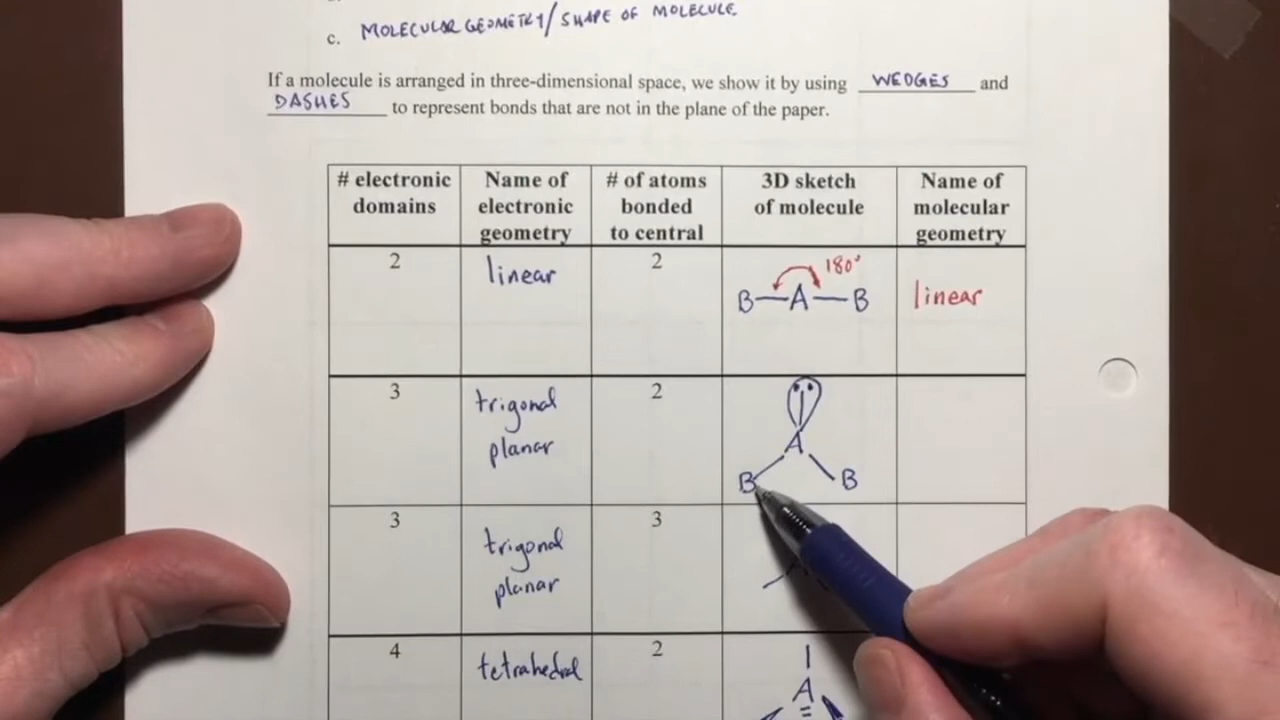 c. MOLECULAR GEOMETRY/SHAPE OF MOLECULE
If a molecule is arranged in three-dimensional space, we show it by using WEDGES and
DASHES to represent bonds that are not in the plane of the paper.
# electronic domains
Name of electronic geometry
# of atoms bonded to central
3D sketch of molecule
Name of molecular geometry
2
linear
2
180°
B—A—B
linear
3
trigonal
planar
2
A
B B
3
trigonal
planar
3
4
tetrahedral
2
A